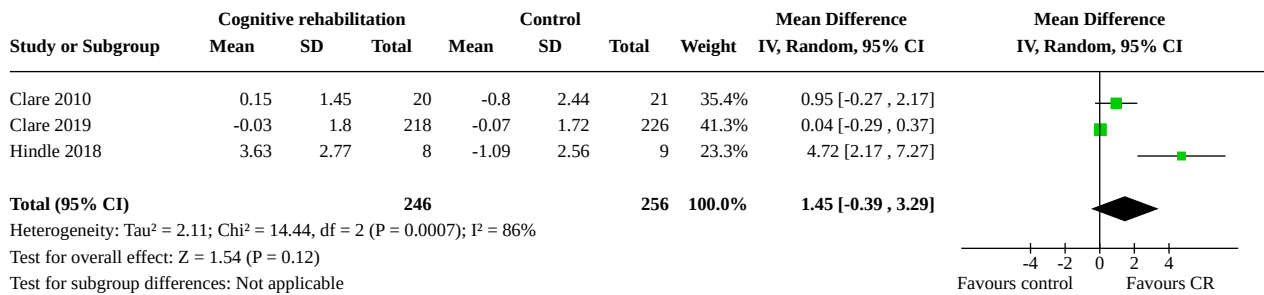 Cognitive rehabilitation Control Mean Difference Mean Difference
Study or Subgroup Mean SD Total Mean SD Total Weight IV, Random, 95% CI IV, Random, 95% CI
Clare 2010 0.15 1.45 20 -0.8 2.44 21 35.4% 0.95 [-0.27 , 2.17]
Clare 2019 -0.03 1.8 218 -0.07 1.72 226 41.3% 0.04 [-0.29 , 0.37]
Hindle 2018 3.63 2.77 8 -1.09 2.56 9 23.3% 4.72 [2.17 , 7.27]
Total (95% CI) 246 256 100.0% 1.45 [-0.39 , 3.29]
Heterogeneity: Tau² = 2.11; Chi² = 14.44, df = 2 (P = 0.0007); I² = 86%
Test for overall effect: Z = 1.54 (P = 0.12)
-4 -2 0 2 4
Test for subgroup differences: Not applicable Favours control Favours CR